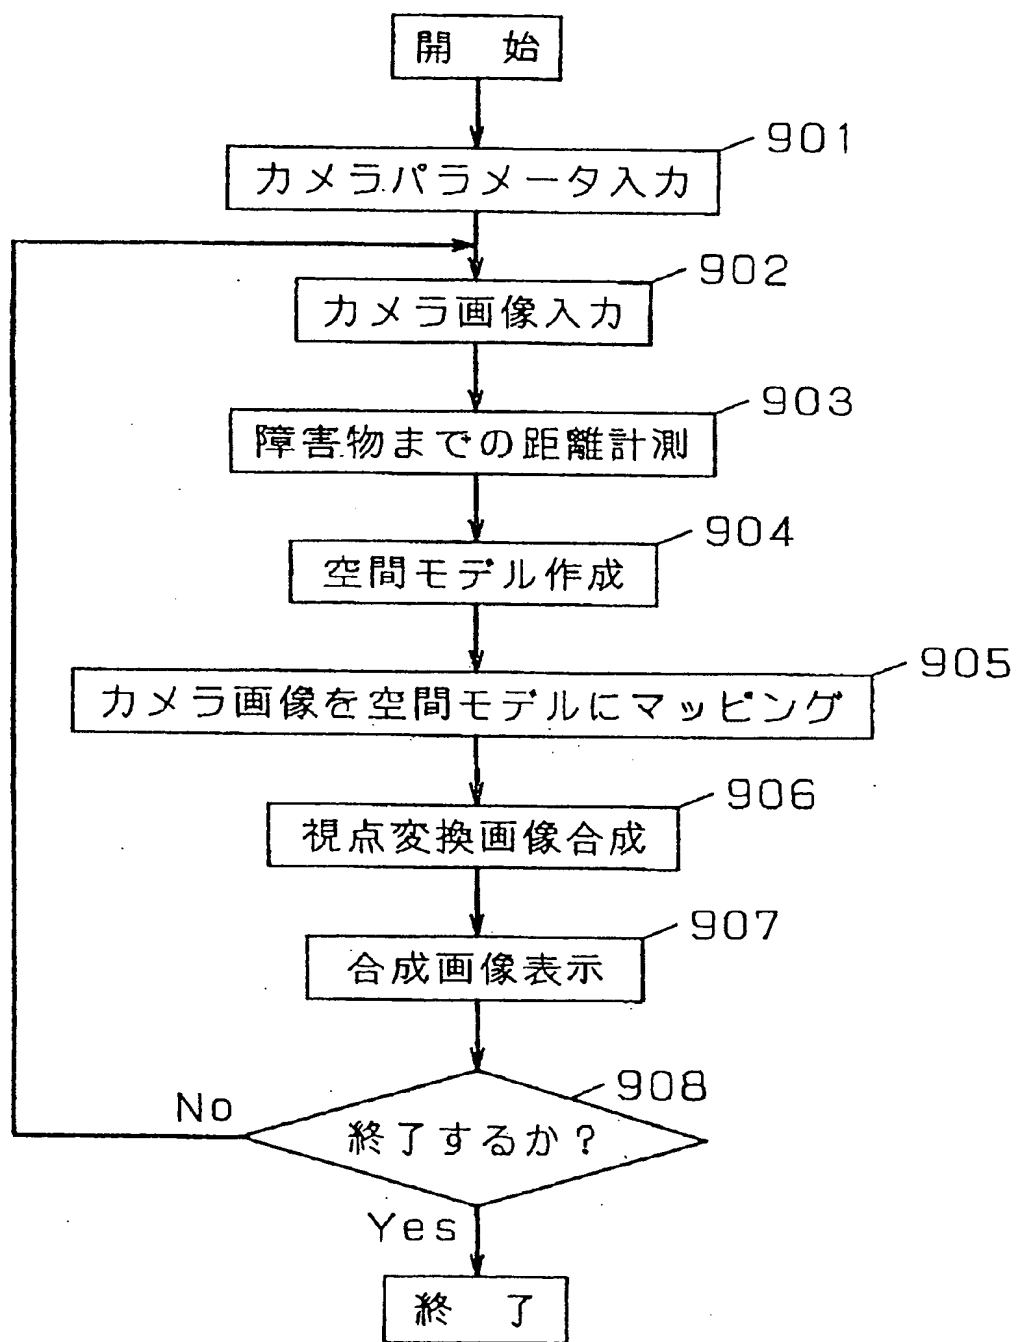 開 始
901
カメラパラメータ入力
902
カメラ画像入力
903
障害物までの距離計測
904
空間モデル作成
905
カメラ画像を空間モデルにマッピング
906
視点変換画像合成
907
合成画像表示
908
No
終了するか?
Yes
終 了